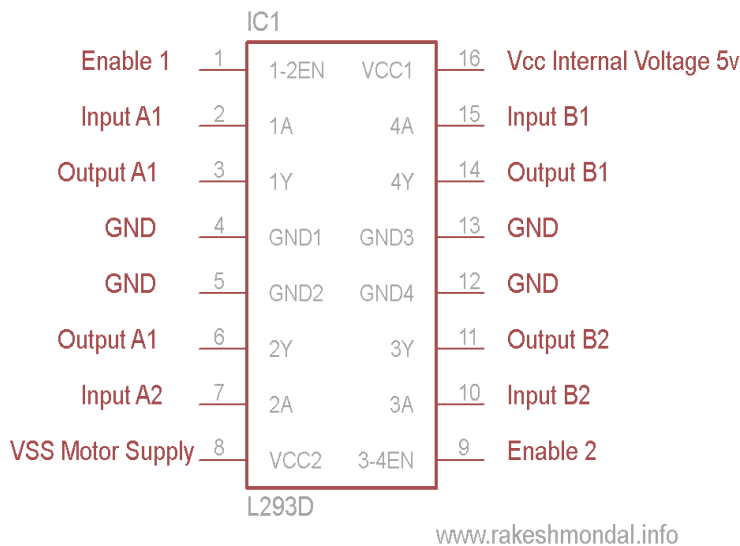 IC1
Enable 1 1 1-2EN VCC1 16 Vcc Internal Voltage 5v
Input A1 2 1A 4A 15 Input B1
Output A1 3 1Y 4Y 14 Output B1
GND 4 GND1 GND3 13 GND
GND 5 GND2 GND4 12 GND
Output A1 6 2Y 3Y 11 Output B2
Input A2 7 2A 3A 10 Input B2
VSS Motor Supply 8 VCC2 3-4EN 9 Enable 2
L293D
www.rakeshmondal.info